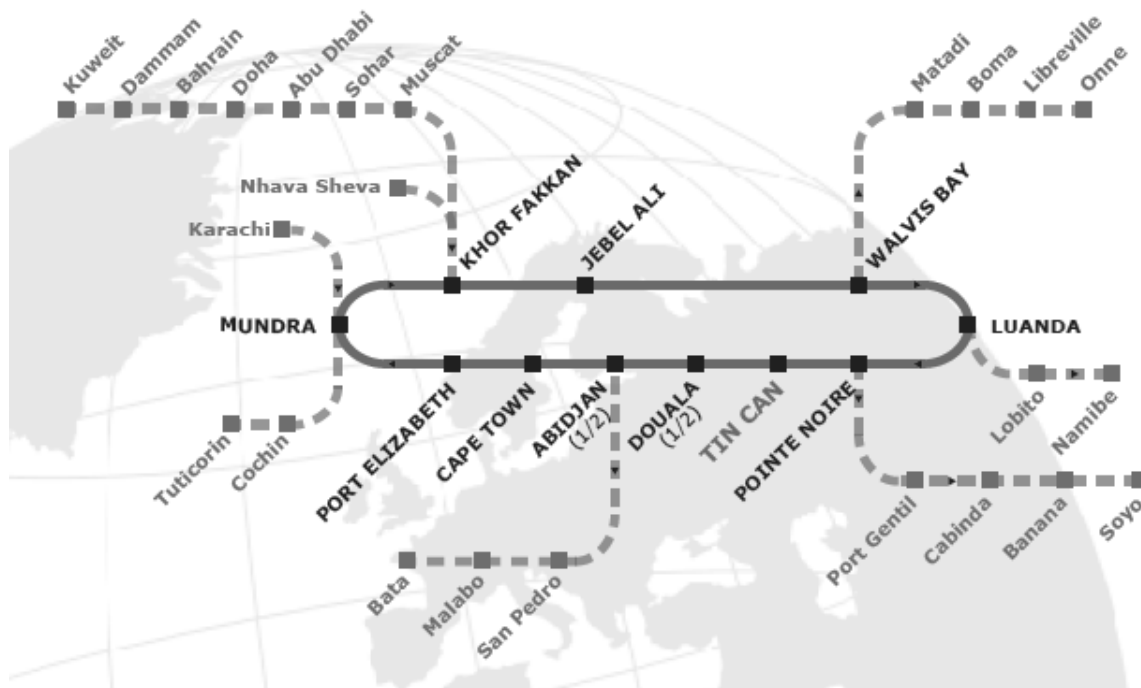 Kuweit
Dammam
Bahrain
Doha
Abu Dhabi
Sohar
Muscat
Matadi
Boma
Libreville
Onne
Nhava Sheva
Karachi
KHOR FAKKAN
JEBEL ALI
WALVIS BAY
MUNDRA
LUANDA
PORT ELIZABETH
CAPE TOWN
ABIDJAN
(1/2)
DOUALA
(1/2)
TIN CAN
POINTE NOIRE
Lobito
Namibe
Tuticorin
Cochin
Port Gentil
Cabinda
Banana
Soyo
Bata
Malabo
San Pedro